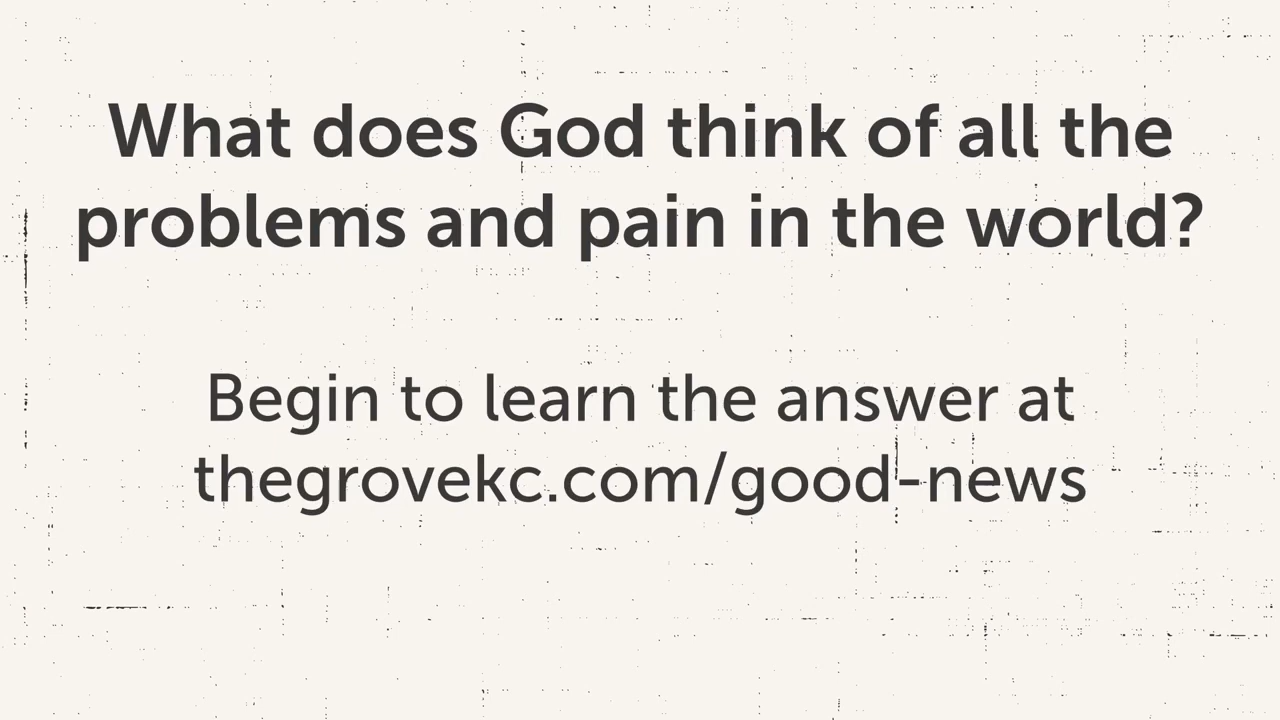 What does God think of all the
problems and pain in the world?
Begin to learn the answer at
thegrovekc.com/good-news